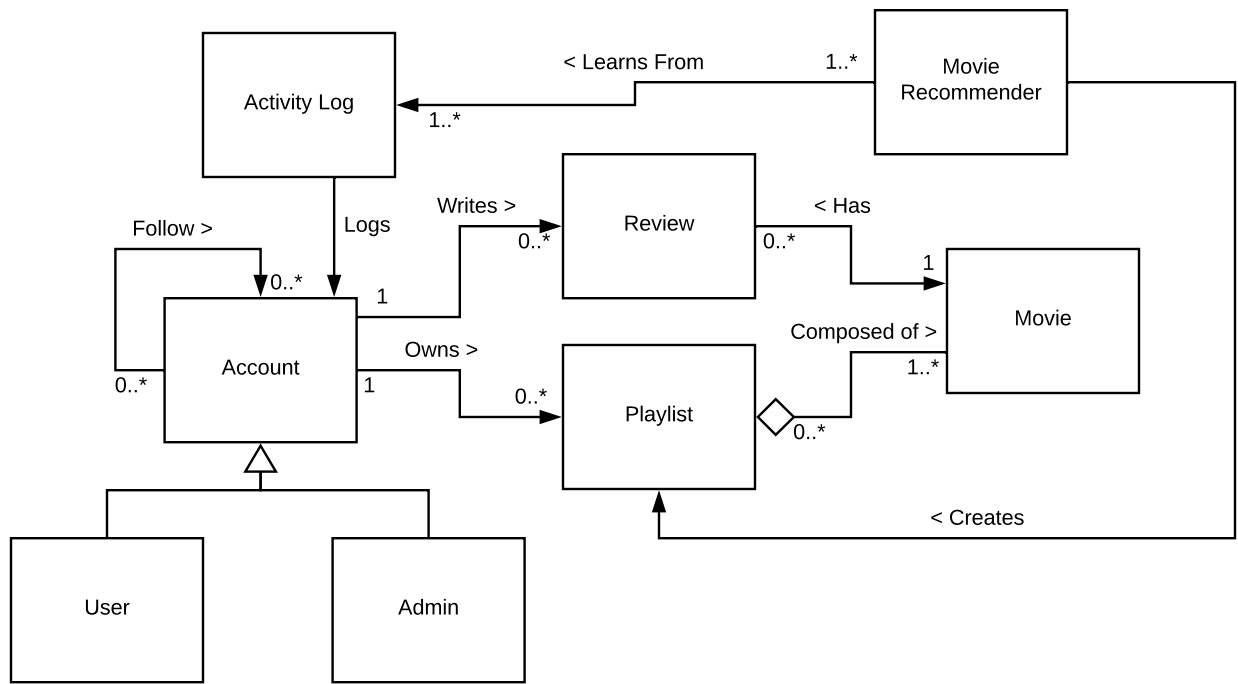 < Learns From
1..*
Movie
Recommender
Activity Log
1..*
Writes >
Review
< Has
Follow >
Logs
0..*
0..*
1
0..*
1
Movie
Composed of >
1..*
Account
Owns >
0..*
1
0..*
Playlist
0..*
< Creates
User
Admin